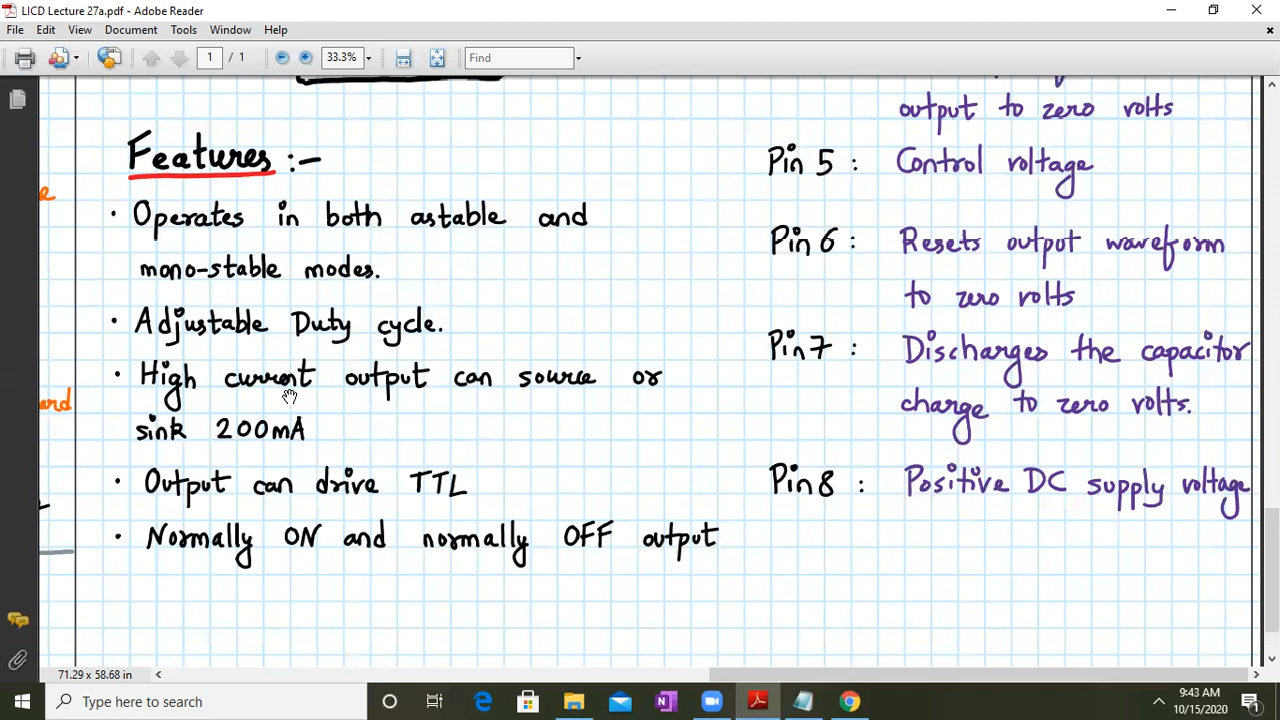 LICD Lecture 27a.pdf - Adobe Reader
File Edit View Document Tools Window Help
1 / 1 33.3% Find
Features :-
· Operates in both astable and
mono-stable modes.
· Adjustable Duty cycle.
· High current output can source or
sink 200mA
· Output can drive TTL
· Normally ON and normally OFF output
output to zero volts
Pin 5 : Control voltage
Pin 6 : Resets output waveform
to zero volts
Pin 7 : Discharges the capacitor
charge to zero volts.
Pin 8 : Positive DC supply voltage
71.29 x 58.68 in
Type here to search
9:43 AM
10/15/2020